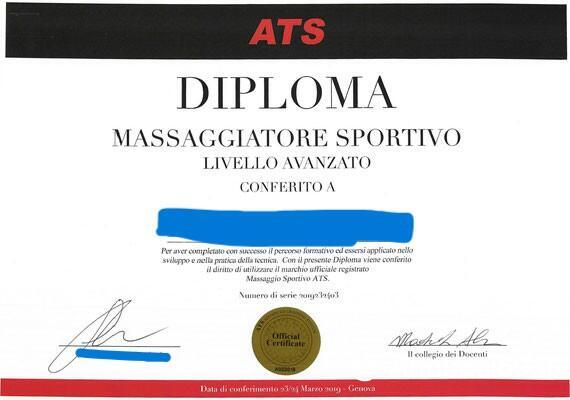 ATS
DIPLOMA
MASSAGGIATORE SPORTIVO
LIVELLO AVANZATO
CONFERITO A
Per aver completato con successo il percorso formativo ed essersi applicato nello
sviluppo e nella pratica della tecnica. Con il presente Diploma viene conferito
il diritto di utilizzare il marchio ufficiale registrato
Massaggio Sportivo ATS.
Numero di serie 2019232403
Official
Certificate
Il collegio dei Docenti
Data di conferimento 23/24 Marzo 2019 - Genova